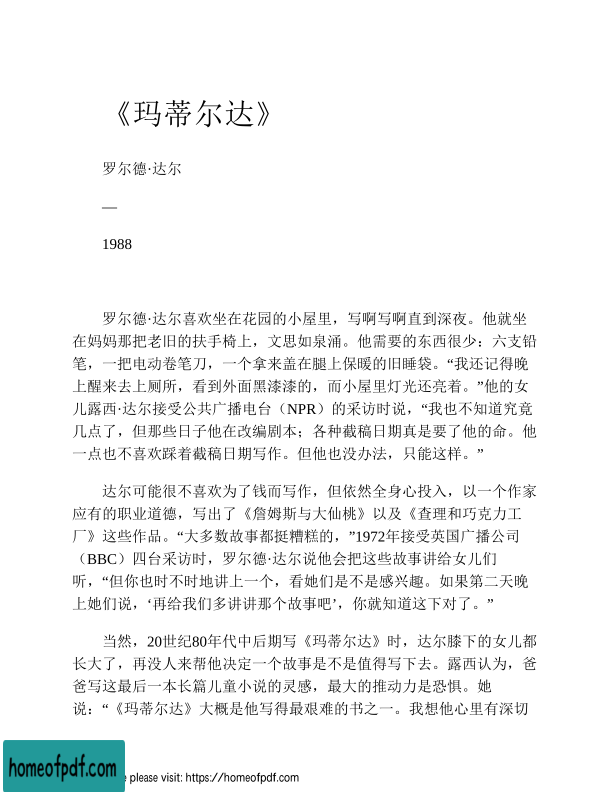 《玛蒂尔达》
罗尔德·达尔
—
1988
罗尔德·达尔喜欢坐在花园的小屋里，写啊写啊直到深夜。他就坐
在妈妈那把老旧的扶手椅上，文思如泉涌。他需要的东西很少：六支铅
笔，一把电动卷笔刀，一个拿来盖在腿上保暖的旧睡袋。“我还记得晚
上醒来去上厕所，看到外面黑漆漆的，而小屋里灯光还亮着。”他的女
儿露西·达尔接受公共广播电台（NPR）的采访时说，“我也不知道究竟
几点了，但那些日子他在改编剧本；各种截稿日期真是要了他的命。他
一点也不喜欢踩着截稿日期写作。但他也没办法，只能这样。”
达尔可能很不喜欢为了钱而写作，但依然全身心投入，以一个作家
应有的职业道德，写出了《詹姆斯与大仙桃》以及《查理和巧克力工
厂》这些作品。“大多数故事都挺糟糕的，”1972年接受英国广播公司
（BBC）四台采访时，罗尔德·达尔说他会把这些故事讲给女儿们
听，“但你也时不时地讲上一个，看她们是不是感兴趣。如果第二天晚
上她们说，‘再给我们多讲讲那个故事吧’，你就知道这下对了。”
当然，20世纪80年代中后期写《玛蒂尔达》时，达尔膝下的女儿都
长大了，再没人来帮他决定一个故事是不是值得写下去。露西认为，爸
爸写这最后一本长篇儿童小说的灵感，最大的推动力是恐惧。她
说：“《玛蒂尔达》大概是他写得最艰难的书之一。我想他心里有深切
homeofpdf.com
e please visit: https://homeofpdf.com